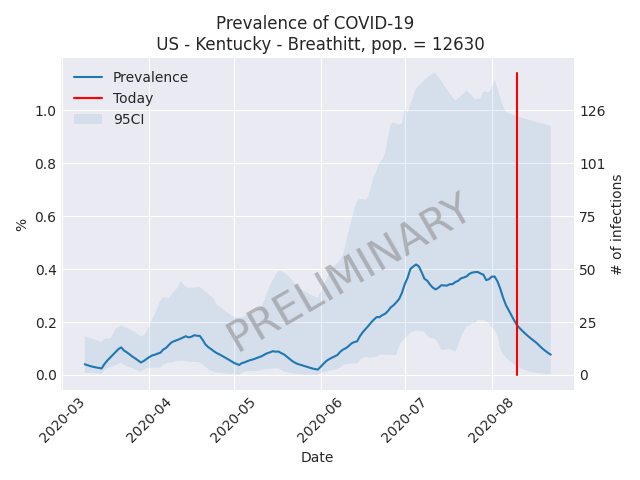 Prevalence of COVID-19
US - Kentucky - Breathitt, pop. = 12630
Prevalence
Today
95CI
1.0
0.8
0.6
0.4
0.2
0.0
%
126
101
75
50
25
0
# of infections
PRELIMINARY
2020-03
2020-04
2020-05
2020-06
2020-07
2020-08
Date